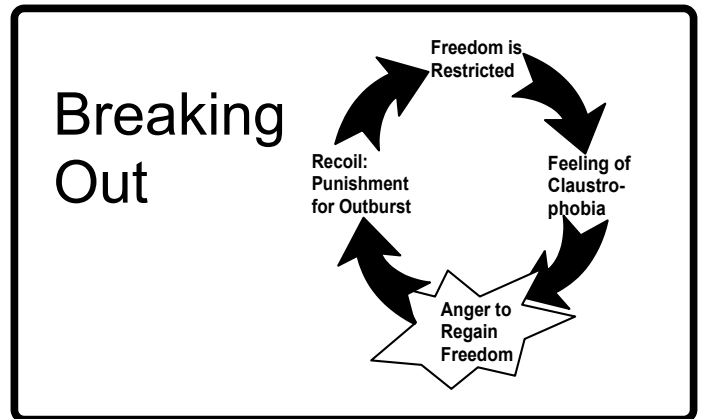 Breaking
Out
Freedom is
Restricted
Feeling of
Claustro-
phobia
Anger to
Regain
Freedom
Recoil:
Punishment
for Outburst